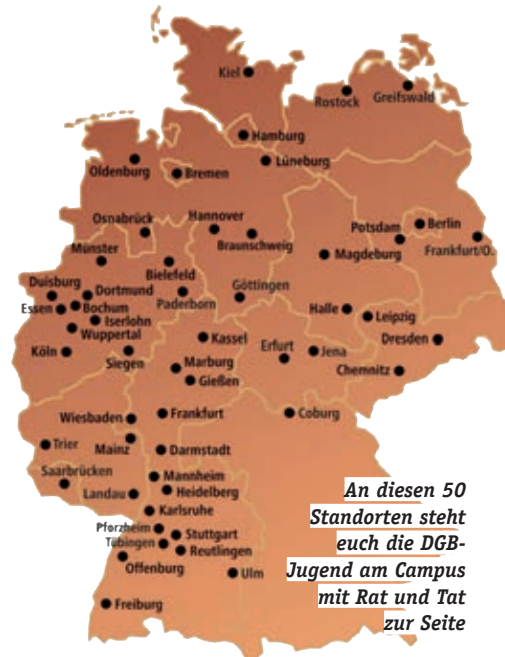 Kiel
Rostock
Greifswald
Hamburg
Lüneburg
Oldenburg
Bremen
Osnabrück
Hannover
Braunschweig
Potsdam
Berlin
Frankfurt/O.
Magdeburg
Münster
Bielefeld
Göttingen
Duisburg
Dortmund
Paderborn
Essen
Bochum
Iserlohn
Wuppertal
Halle
Leipzig
Köln
Siegen
Kassel
Erfurt
Jena
Dresden
Marburg
Chemnitz
Gießen
Wiesbaden
Frankfurt
Coburg
Trier
Mainz
Darmstadt
Saarbrücken
Mannheim
Landau
Heidelberg
Karlsruhe
Pforzheim
Stuttgart
Tübingen
Reutlingen
Offenburg
Ulm
Freiburg
An diesen 50
Standorten steht
euch die DGB-
Jugend am Campus
mit Rat und Tat
zur Seite